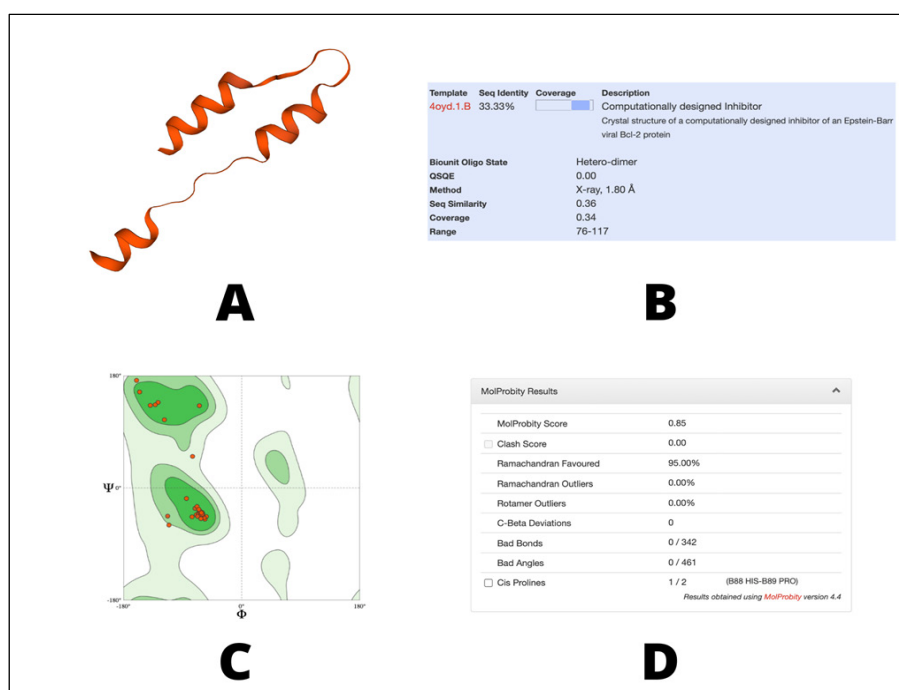 Template Seq Identity Coverage Description
4oyd.1.B 33.33% Computationally designed Inhibitor
Crystal structure of a computationally designed inhibitor of an Epstein-Barr
viral Bcl-2 protein
Biounit Oligo State Hetero-dimer
QSQE 0.00
Method X-ray, 1.80 Å
Seq Similarity 0.36
Coverage 0.34
Range 76-117
A
B
180°
Ψ 0°
-180°
-180° 0° 180°
Φ
MolProbity Results
MolProbity Score 0.85
Clash Score 0.00
Ramachandran Favoured 95.00%
Ramachandran Outliers 0.00%
Rotamer Outliers 0.00%
C-Beta Deviations 0
Bad Bonds 0 / 342
Bad Angles 0 / 461
Cis Prolines 1 / 2 (B88 HIS-B89 PRO)
Results obtained using MolProbity version 4.4
C
D